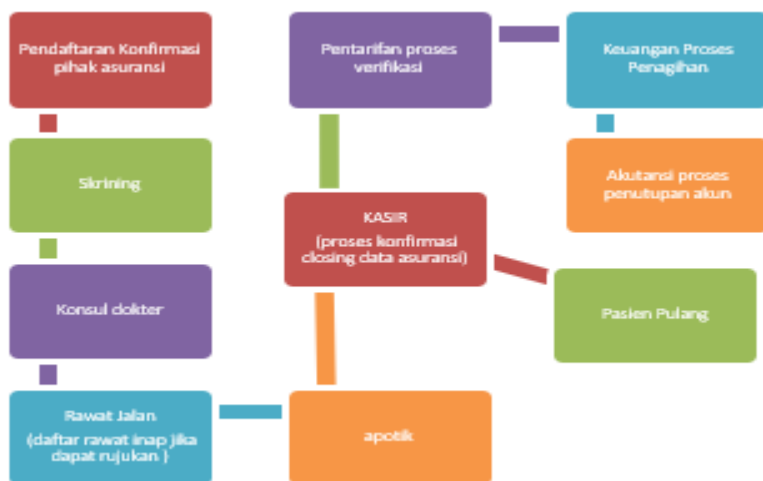 Pendaftaran Konfirmasi
pihak asuransi
Skrining
Konsul dokter
Rawat Jalan
(daftar rawat inap jika
dapat rujukan )
apotik
KASIR
(proses konfirmasi
closing data asuransi)
Pasien Pulang
Pentarifan proses
verifikasi
Keuangan Proses
Penagihan
Akutansi proses
penutupan akun